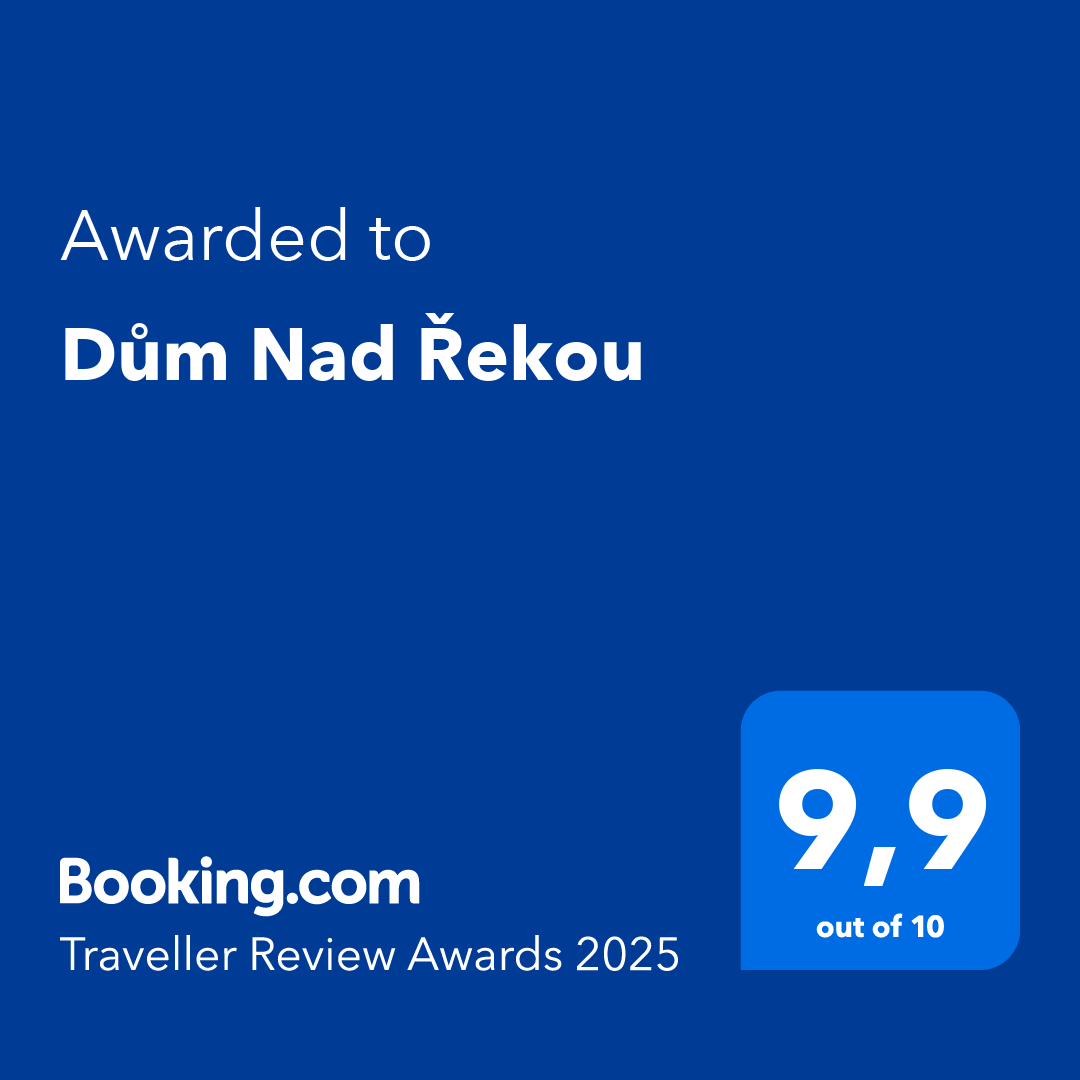 Awarded to
Dům Nad Řekou
9,9
out of 10
Booking.com
Traveller Review Awards 2025